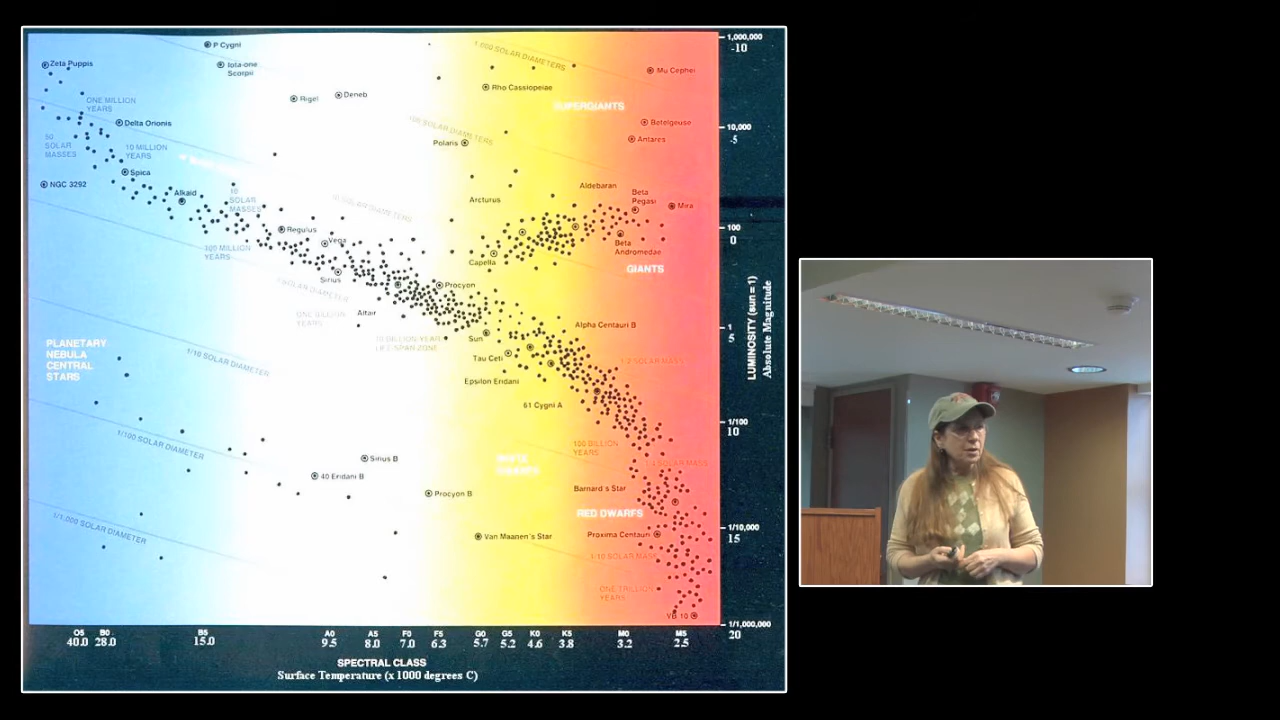 P Cygni
Zeta Puppis
Iota-one
Scorpii
1,000 SOLAR DIAMETERS
Mu Cephei
1,000,000
-10
Rho Cassiopeiae
Rigel
Deneb
ONE MILLION
YEARS
SUPERGIANTS
Delta Orionis
Betelgeuse
10,000
-5
100 SOLAR DIAMETERS
50
SOLAR
MASSES
10 MILLION
YEARS
Polaris
Antares
Spica
NGC 3292
Alkaid
10
SOLAR
MASSES
10 SOLAR DIAMETERS
Arcturus
Aldebaran
Beta
Pegasi
Mira
Regulus
Vega
100
0
100 MILLION
YEARS
Capella
Beta
Andromedae
GIANTS
Sirius
1 SOLAR DIAMETER
Procyon
ONE BILLION
YEARS
Altair
Alpha Centauri B
1
5
LUMINOSITY (sun = 1)
Absolute Magnitude
10 BILLION YEAR
LIFE SPAN ZONE
Sun
PLANETARY
NEBULA
CENTRAL
STARS
1/10 SOLAR DIAMETER
Tau Ceti
Epsilon Eridani
61 Cygni A
1/100
10
1/100 SOLAR DIAMETER
100 BILLION
YEARS
Sirius B
WHITE
DWARFS
40 Eridani B
Procyon B
Barnard's Star
RED DWARFS
1/1,000 SOLAR DIAMETER
Van Maanen's Star
Proxima Centauri
1/10,000
15
1/10 SOLAR MASS
ONE TRILLION
YEARS
VB 10
1/1,000,000
20
O5 B0 B5 A0 A5 F0 F5 G0 G5 K0 K5 M0 M5
40.0 28.0 15.0 9.5 8.0 7.0 6.3 5.7 5.2 4.6 3.8 3.2 2.5
SPECTRAL CLASS
Surface Temperature (x 1000 degrees C)